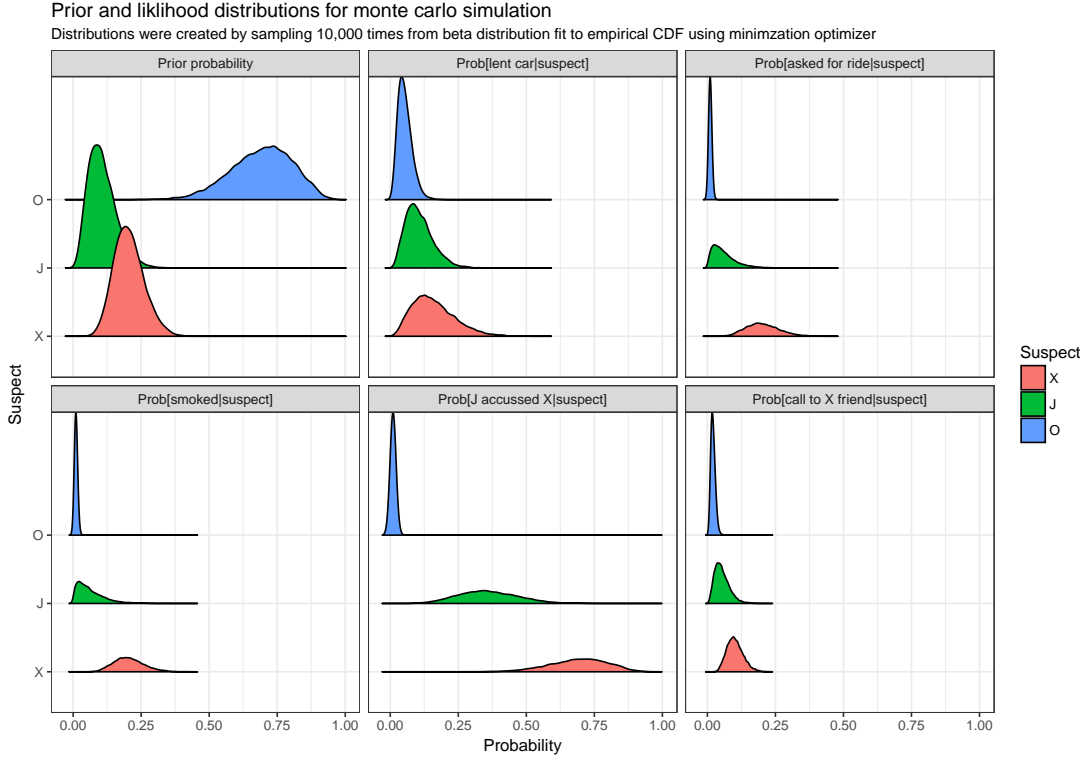 Prior and liklihood distributions for monte carlo simulation
Distributions were created by sampling 10,000 times from beta distribution fit to empirical CDF using minimzation optimizer
Prior probability
Prob[lent car|suspect]
Prob[asked for ride|suspect]
O
J
X
Prob[smoked|suspect]
Prob[J accussed X|suspect]
Prob[call to X friend|suspect]
O
J
X
0.00 0.25 0.50 0.75 1.00
0.00 0.25 0.50 0.75 1.00
0.00 0.25 0.50 0.75 1.00
Probability
Suspect
Suspect
X
J
O